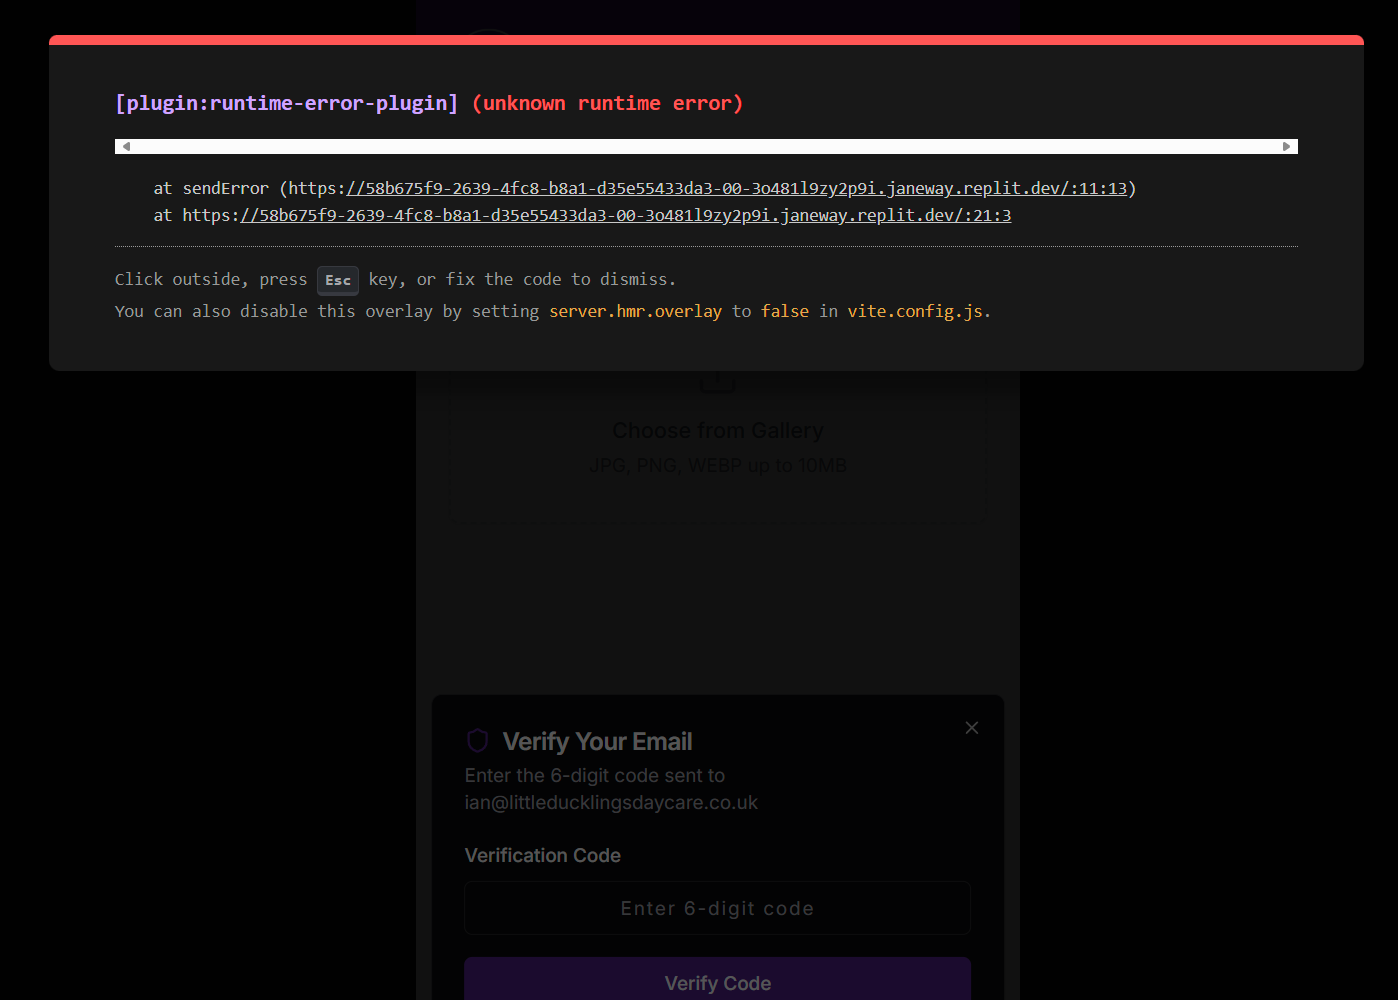 [plugin:runtime-error-plugin] (unknown runtime error)
at sendError (https://58b675f9-2639-4fc8-b8a1-d35e55433da3-00-3o481l9zy2p9i.janeway.replit.dev/:11:13)
at https://58b675f9-2639-4fc8-b8a1-d35e55433da3-00-3o481l9zy2p9i.janeway.replit.dev/:21:3
Click outside, press Esc key, or fix the code to dismiss.
You can also disable this overlay by setting server.hmr.overlay to false in vite.config.js.
Choose from Gallery
JPG, PNG, WEBP up to 10MB
Verify Your Email
Enter the 6-digit code sent to
ian@littleducklingsdaycare.co.uk
Verification Code
Enter 6-digit code
Verify Code